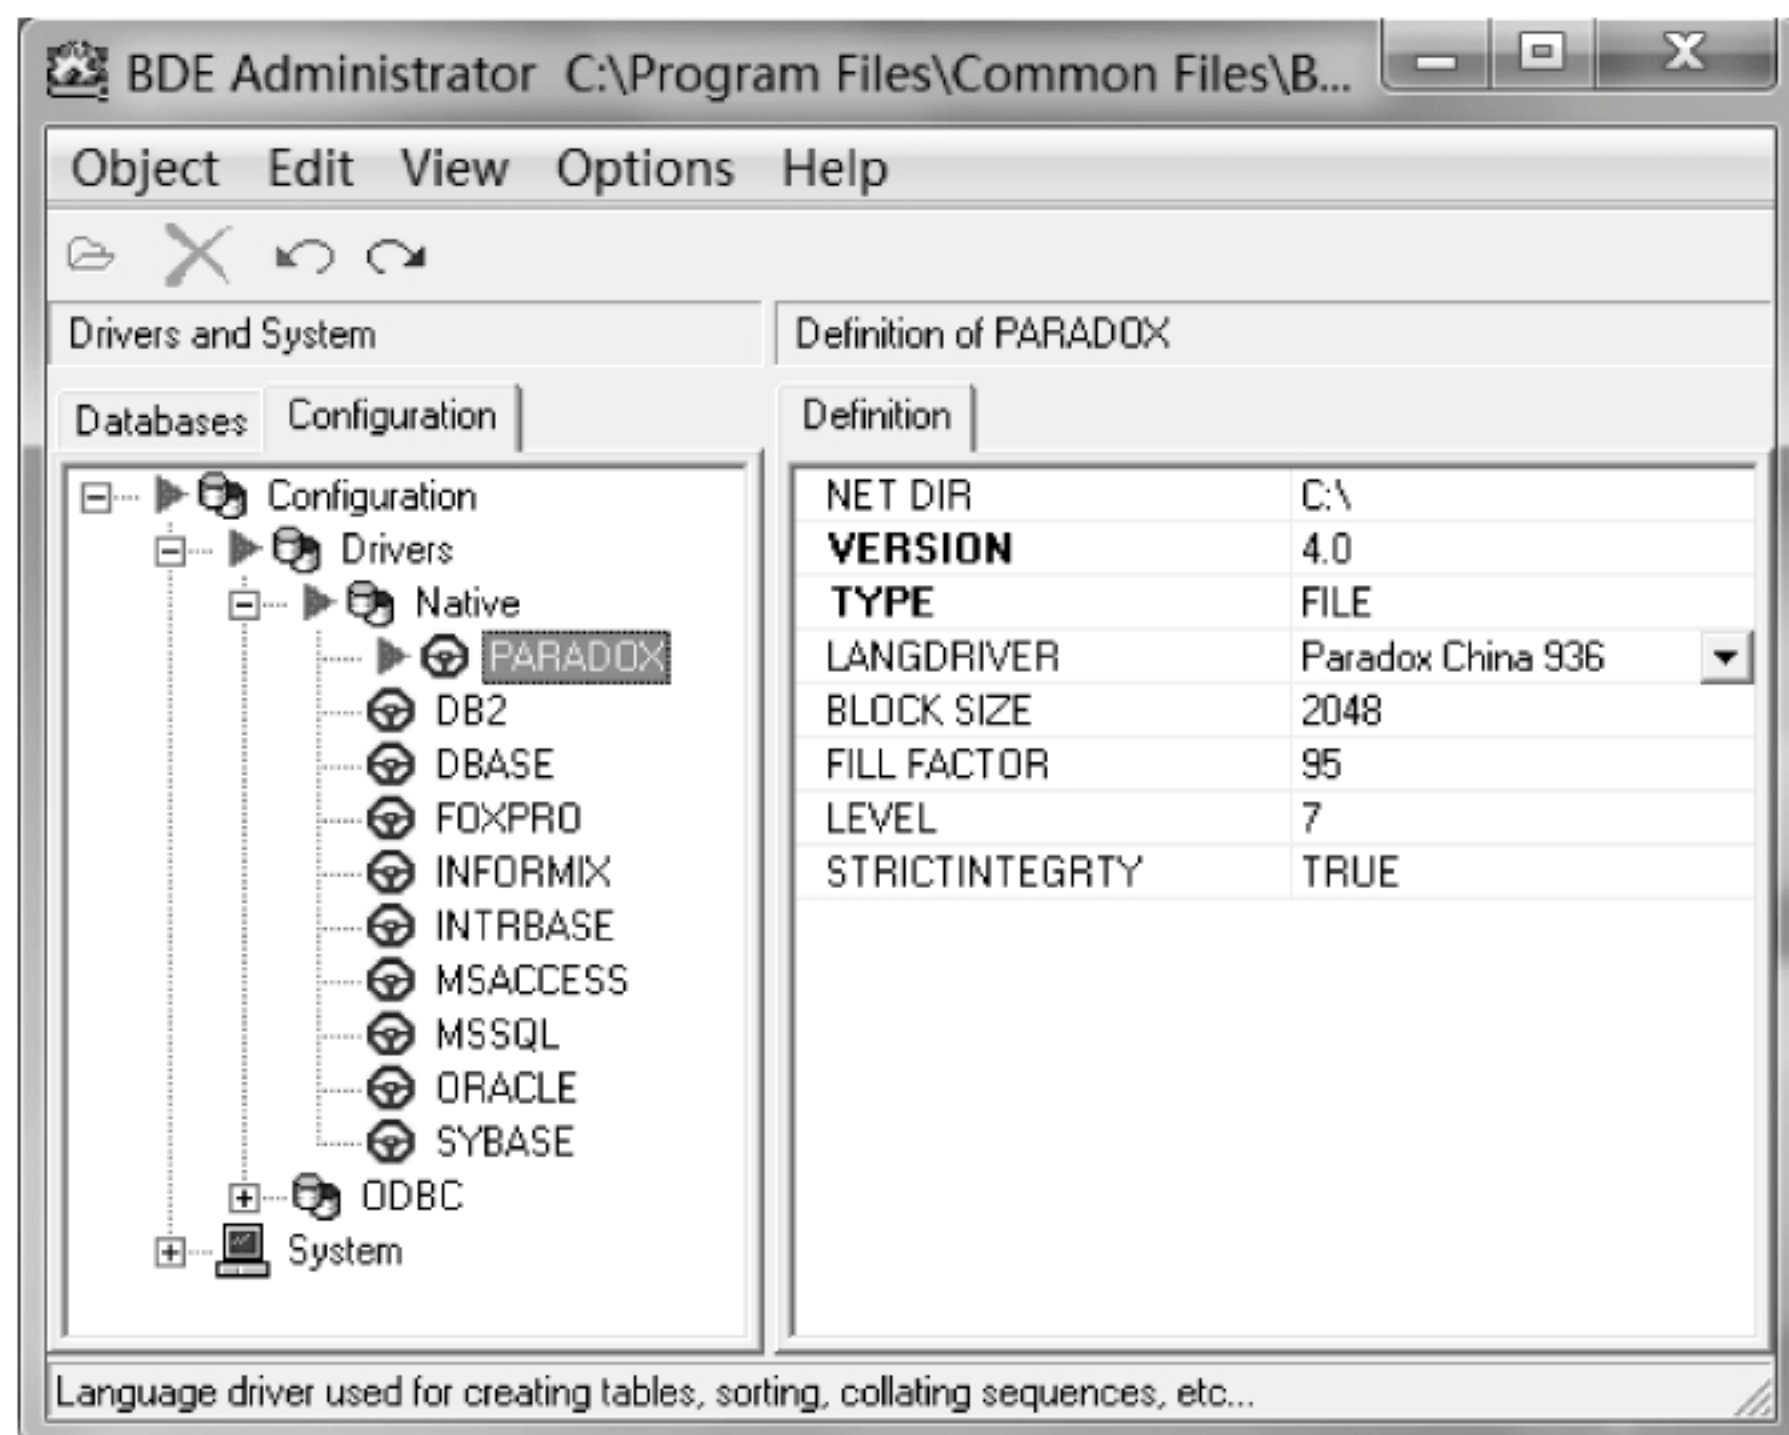 BDE Administrator C:\Program Files\Common Files\B...
Object Edit View Options Help
Drivers and System
Definition of PARADOX
Databases Configuration
Definition
Configuration
Drivers
Native
PARADOX
DB2
DBASE
FOXPRO
INFORMIX
INTRBASE
MSACCESS
MSSQL
ORACLE
SYBASE
ODBC
System
NET DIR C:\
VERSION 4.0
TYPE FILE
LANGDRIVER Paradox China 936
BLOCK SIZE 2048
FILL FACTOR 95
LEVEL 7
STRICTINTEGRTY TRUE
Language driver used for creating tables, sorting, collating sequences, etc...